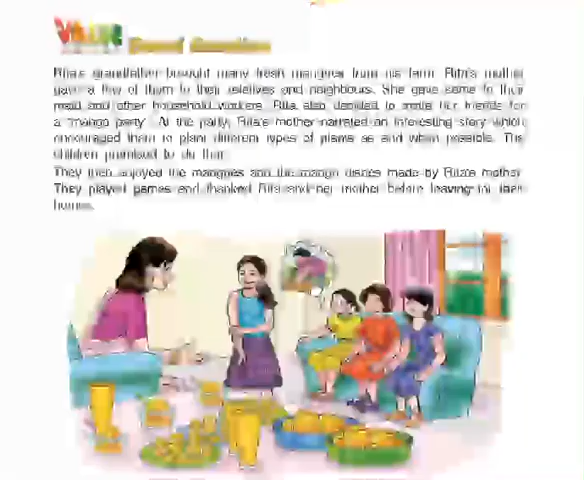 Value Based Question
Rita's grandfather brought many fresh mangoes from his farm. Rita's mother
gave a few of them to their relatives and neighbours. She gave some to their
maid and other household workers. Rita also decided to invite her friends for
a 'mango party'. At the party, Rita's mother narrated an interesting story which
encouraged them to plant different types of plants as and when possible. The
children promised to do that.
They then enjoyed the mangoes and the mango dishes made by Rita's mother.
They played games and thanked Rita and her mother before leaving for their
homes.